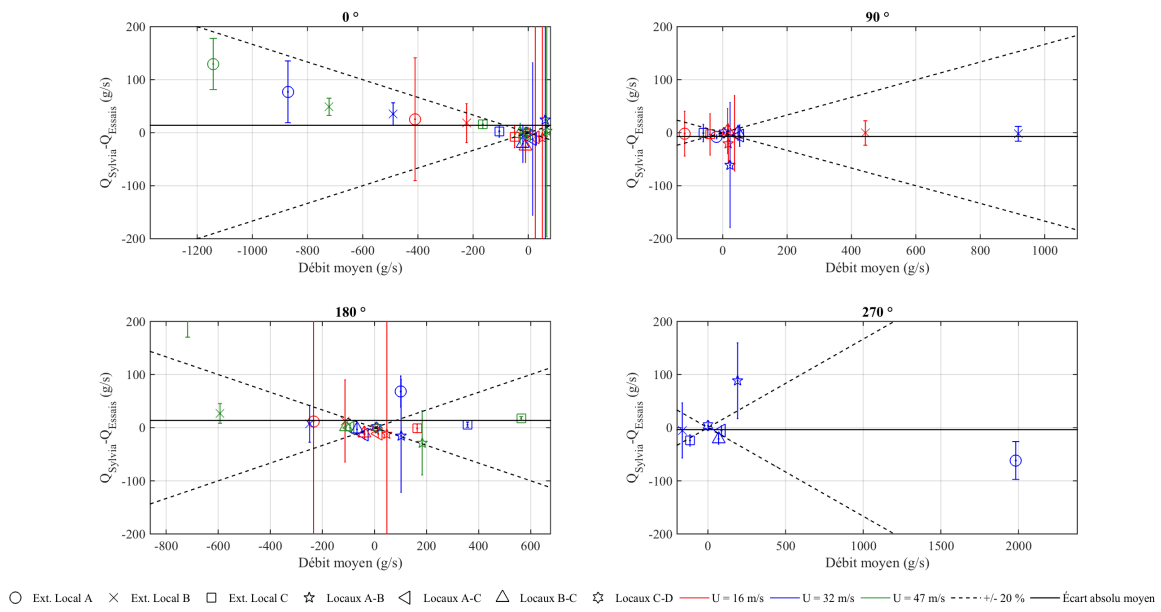 0 °
200
100
0
-100
-200
Q_Sylvia-Q_Essais (g/s)
-1200 -1000 -800 -600 -400 -200 0
Débit moyen (g/s)
90 °
200
100
0
-100
-200
Q_Sylvia-Q_Essais (g/s)
0 200 400 600 800 1000
Débit moyen (g/s)
180 °
200
100
0
-100
-200
Q_Sylvia-Q_Essais (g/s)
-800 -600 -400 -200 0 200 400 600
Débit moyen (g/s)
270 °
200
100
0
-100
-200
Q_Sylvia-Q_Essais (g/s)
0 500 1000 1500 2000
Débit moyen (g/s)
Ext. Local A Ext. Local B Ext. Local C Locaux A-B Locaux A-C Locaux B-C Locaux C-D U = 16 m/s U = 32 m/s U = 47 m/s +/- 20 % Écart absolu moyen